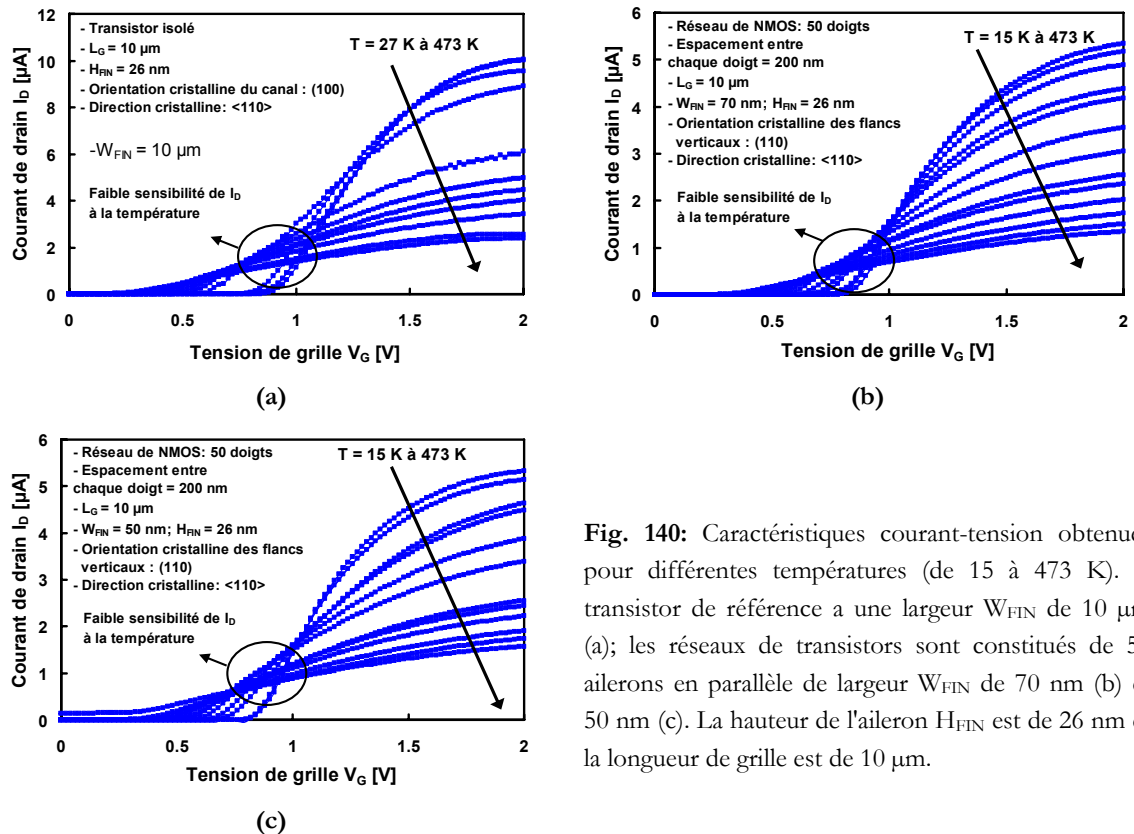 12
10
8
6
4
2
0
Courant de drain I_D [µA]
- Transistor isolé
- L_G = 10 µm
- H_FIN = 26 nm
- Orientation cristalline du canal : (100)
- Direction cristalline: <110>
-W_FIN = 10 µm
Faible sensibilité de I_D
à la température
T = 27 K à 473 K
0 0.5 1 1.5 2
Tension de grille V_G [V]
(a)
6
5
4
3
2
1
0
Courant de drain I_D [µA]
- Réseau de NMOS: 50 doigts
- Espacement entre
chaque doigt = 200 nm
- L_G = 10 µm
- W_FIN = 70 nm; H_FIN = 26 nm
- Orientation cristalline des flancs
verticaux : (110)
- Direction cristalline: <110>
Faible sensibilité de I_D
à la température
T = 15 K à 473 K
0 0.5 1 1.5 2
Tension de grille V_G [V]
(b)
6
5
4
3
2
1
0
Courant de drain I_D [µA]
- Réseau de NMOS: 50 doigts
- Espacement entre
chaque doigt = 200 nm
- L_G = 10 µm
- W_FIN = 50 nm; H_FIN = 26 nm
- Orientation cristalline des flancs
verticaux : (110)
- Direction cristalline: <110>
Faible sensibilité de I_D
à la température
T = 15 K à 473 K
0 0.5 1 1.5 2
Tension de grille V_G [V]
(c)
Fig. 140: Caractéristiques courant-tension obtenue
pour différentes températures (de 15 à 473 K).
transistor de référence a une largeur W_FIN de 10 µm
(a); les réseaux de transistors sont constitués de 5
ailerons en parallèle de largeur W_FIN de 70 nm (b)
50 nm (c). La hauteur de l'aileron H_FIN est de 26 nm
la longueur de grille est de 10 µm.